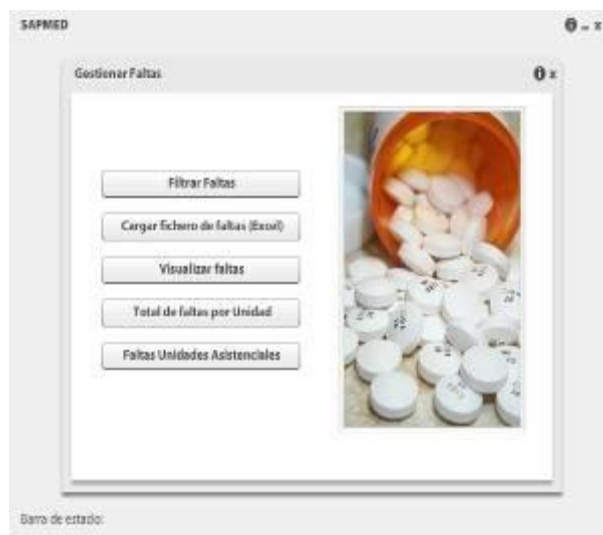 SAPMED
Gestionar Faltas
Filtrar Faltas
Cargar fichero de faltas (Excel)
Visualizar faltas
Total de faltas por Unidad
Faltas Unidades Asistenciales
Barra de estado: